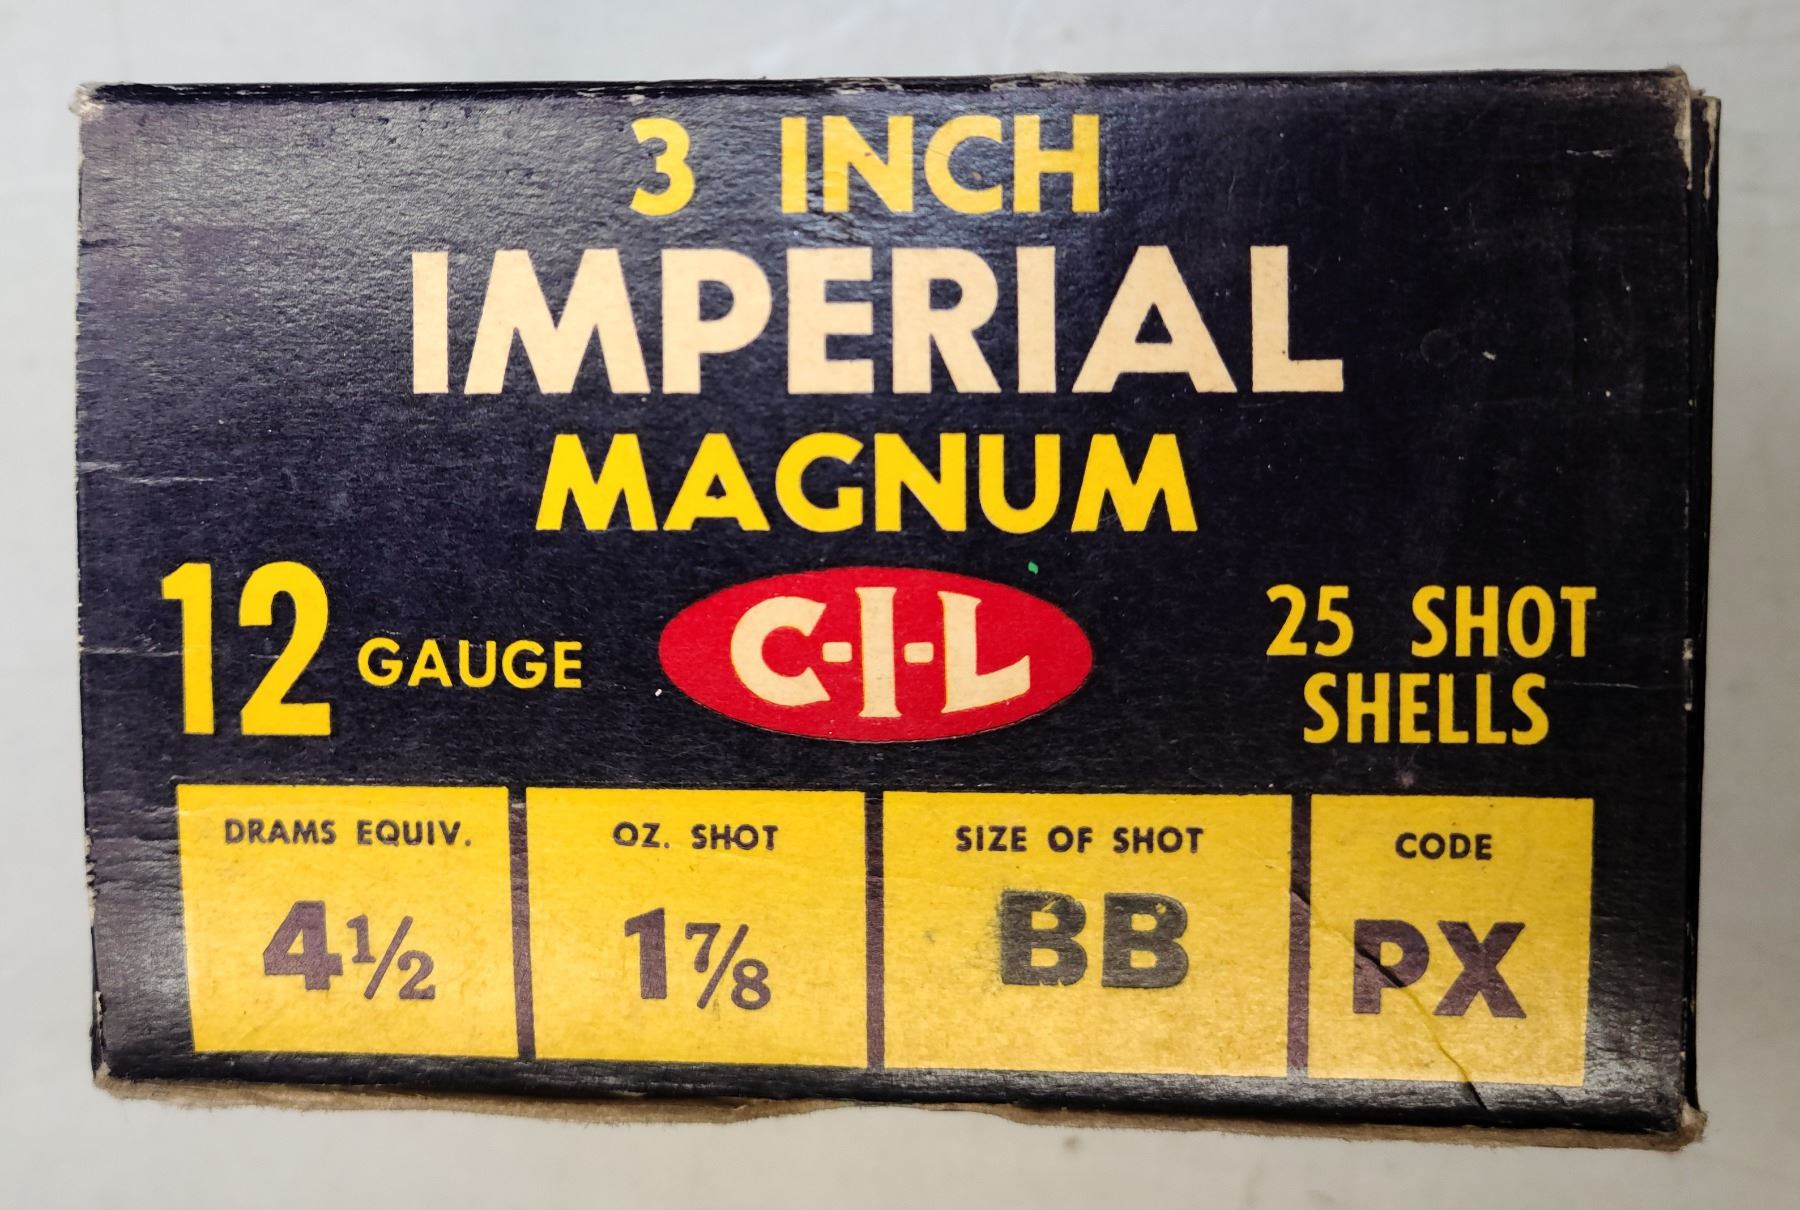 3 INCH
IMPERIAL
MAGNUM
12 GAUGE
C-I-L
25 SHOT
SHELLS
DRAMS EQUIV.
4½
OZ. SHOT
1⅞
SIZE OF SHOT
BB
CODE
PX